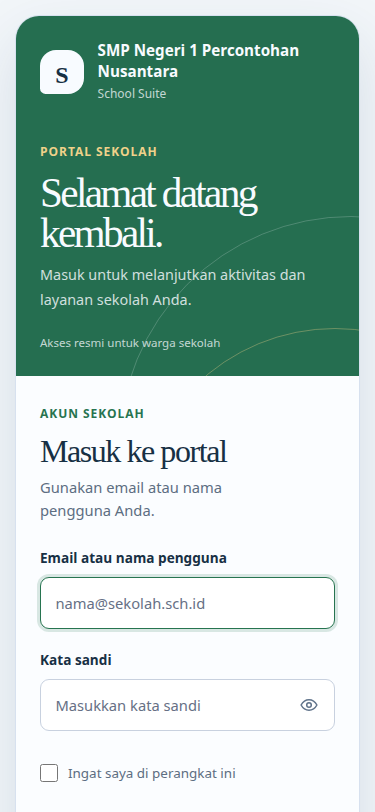 S
SMP Negeri 1 Percontohan
Nusantara
School Suite
PORTAL SEKOLAH
Selamat datang
kembali.
Masuk untuk melanjutkan aktivitas dan
layanan sekolah Anda.
Akses resmi untuk warga sekolah
AKUN SEKOLAH
Masuk ke portal
Gunakan email atau nama
pengguna Anda.
Email atau nama pengguna
nama@sekolah.sch.id
Kata sandi
Masukkan kata sandi
Ingat saya di perangkat ini